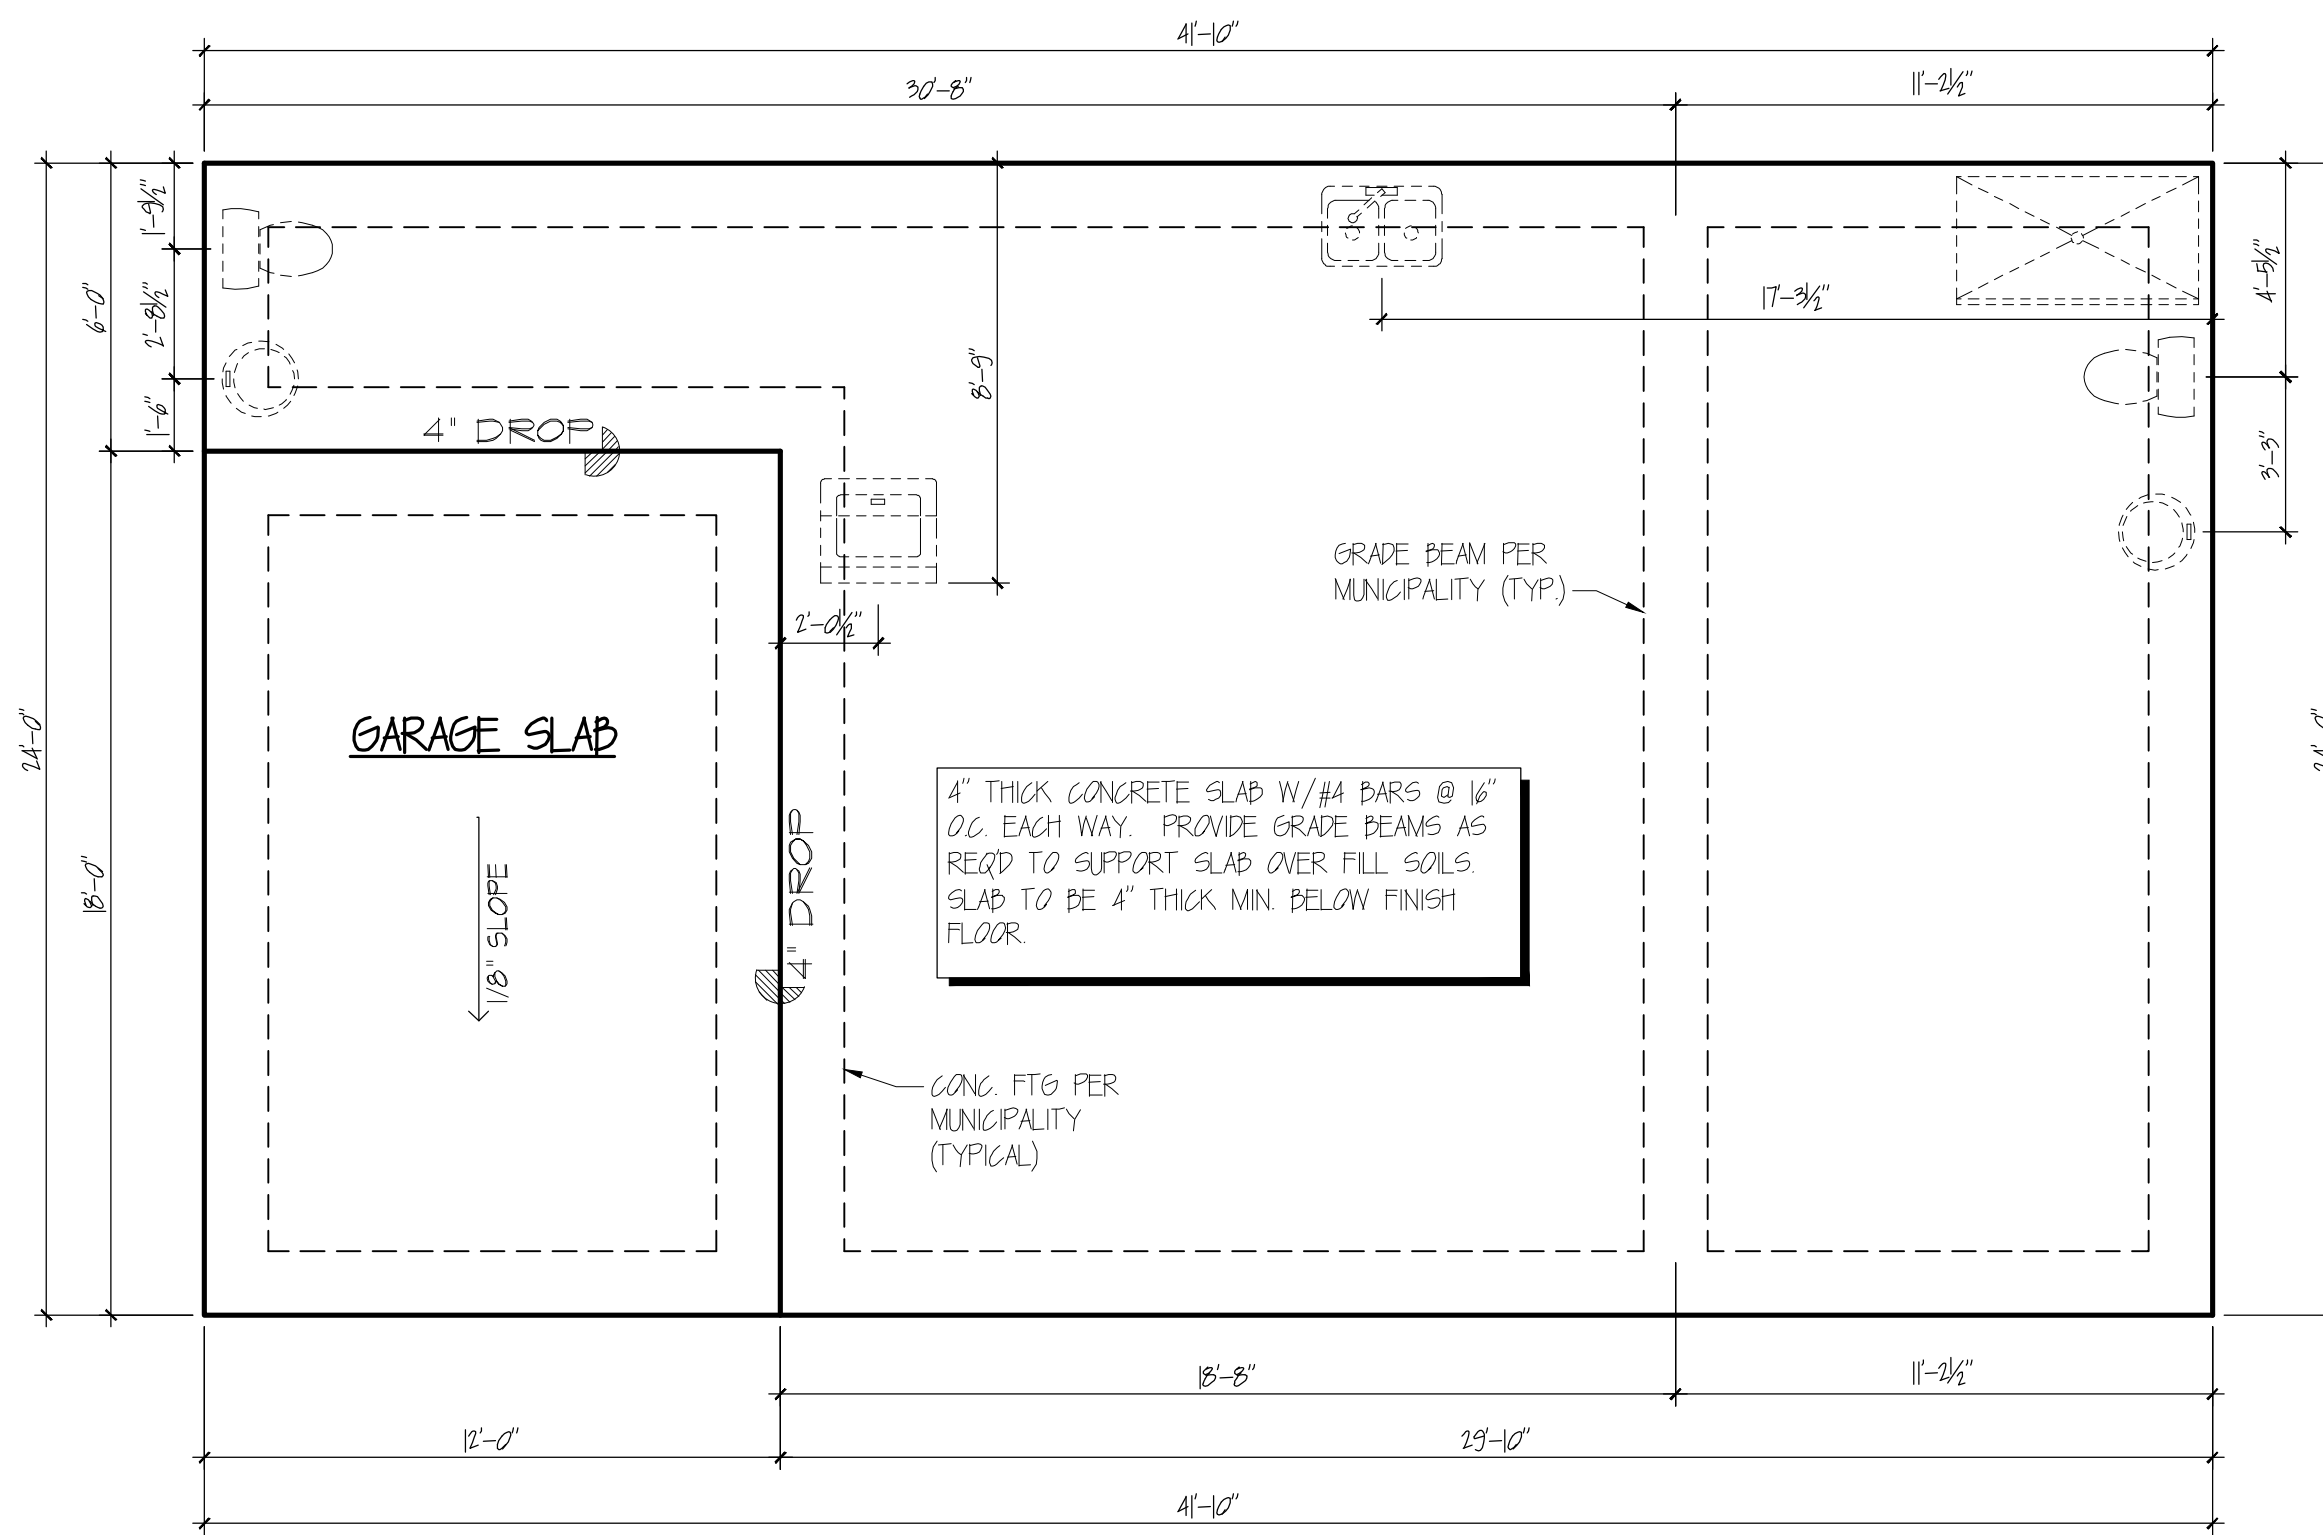 41'-10"
30'-8"
11'-2½"
1'-9½"
2'-8½"
1'-6"
6'-0"
24'-0"
18'-0"
8'-9"
17'-3½"
4'-5½"
3'-3"
4" DROP
2'-0½"
GRADE BEAM PER
MUNICIPALITY (TYP.)
GARAGE SLAB
1/8" SLOPE
4" DROP
4" THICK CONCRETE SLAB W/#4 BARS @ 16"
O.C. EACH WAY. PROVIDE GRADE BEAMS AS
REQ'D TO SUPPORT SLAB OVER FILL SOILS.
SLAB TO BE 4" THICK MIN. BELOW FINISH
FLOOR.
CONC. FTG PER
MUNICIPALITY
(TYPICAL)
18'-8"
11'-2½"
12'-0"
29'-10"
41'-10"